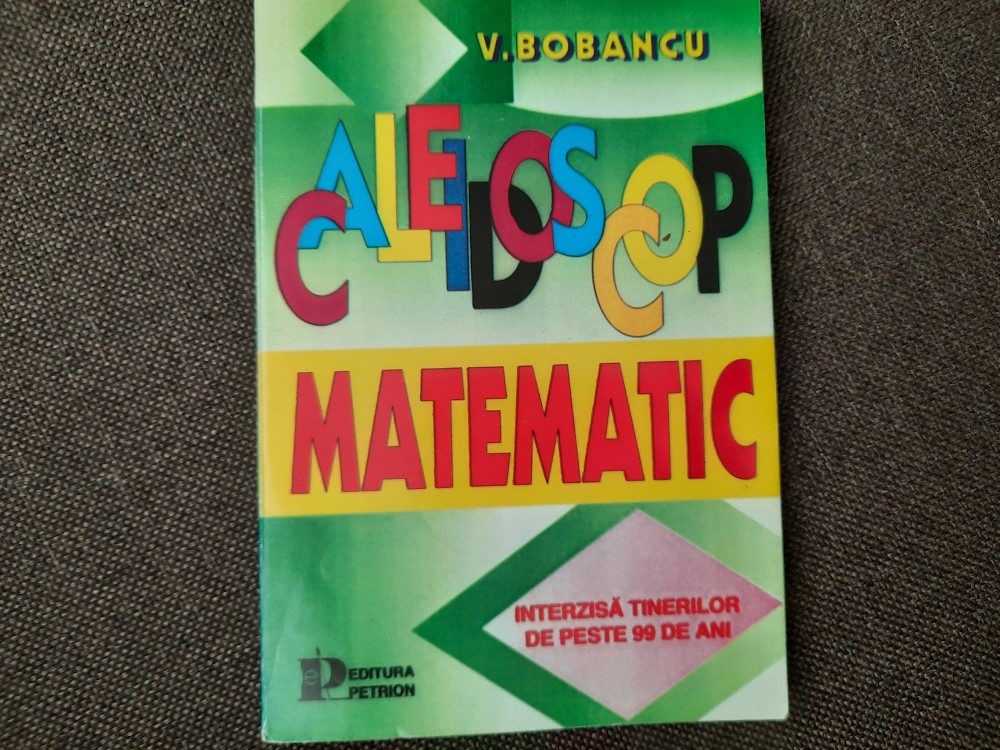 V.BOBANCU
CALEIDOSCOP
MATEMATIC
INTERZISĂ TINERILOR
DE PESTE 99 DE ANI
EDITURA
PETRION